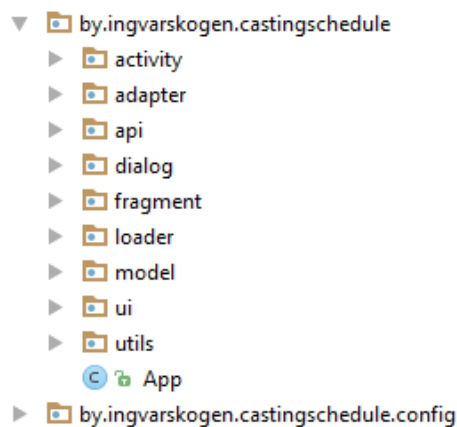 by.ingvarskogen.castingschedule
activity
adapter
api
dialog
fragment
loader
model
ui
utils
C App
by.ingvarskogen.castingschedule.config